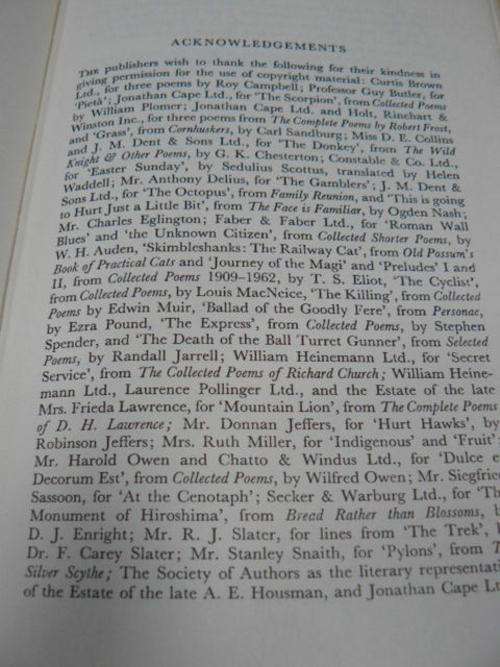 ACKNOWLEDGEMENTS
THE publishers wish to thank the following for their kindness in
giving permission for the use of copyright material: Curtis Brown
Ltd., for three poems by Roy Campbell; Professor Guy Butler, for
'Pietà'; Jonathan Cape Ltd., for 'The Scorpion', from Collected Poems
by William Plomer; Jonathan Cape Ltd. and Holt, Rinehart &
Winston Inc., for three poems from The Complete Poems by Robert Frost,
and 'Grass', from Cornhuskers, by Carl Sandburg; Miss D. E. Collins
and J. M. Dent & Sons Ltd., for 'The Donkey', from The Wild
Knight & Other Poems, by G. K. Chesterton; Constable & Co. Ltd.,
for 'Easter Sunday', by Sedulius Scottus, translated by Helen
Waddell; Mr. Anthony Delius, for 'The Gamblers'; J. M. Dent &
Sons Ltd., for 'The Octopus', from Family Reunion, and 'This is going
to Hurt Just a Little Bit', from The Face is Familiar, by Ogden Nash;
Mr. Charles Eglington; Faber & Faber Ltd., for 'Roman Wall
Blues' and 'the Unknown Citizen', from Collected Shorter Poems, by
W. H. Auden, 'Skimbleshanks: The Railway Cat', from Old Possum's
Book of Practical Cats and 'Journey of the Magi' and 'Preludes' I and
II, from Collected Poems 1909–1962, by T. S. Eliot, 'The Cyclist',
from Collected Poems, by Louis MacNeice, 'The Killing', from Collected
Poems by Edwin Muir, 'Ballad of the Goodly Fere', from Personae,
by Ezra Pound, 'The Express', from Collected Poems, by Stephen
Spender, and 'The Death of the Ball Turret Gunner', from Selected
Poems, by Randall Jarrell; William Heinemann Ltd., for 'Secret
Service', from The Collected Poems of Richard Church; William Heine-
mann Ltd., Laurence Pollinger Ltd., and the Estate of the late
Mrs. Frieda Lawrence, for 'Mountain Lion', from The Complete Poems
of D. H. Lawrence; Mr. Donnan Jeffers, for 'Hurt Hawks', by
Robinson Jeffers; Mrs. Ruth Miller, for 'Indigenous' and 'Fruit'
Mr. Harold Owen and Chatto & Windus Ltd., for 'Dulce e
Decorum Est', from Collected Poems, by Wilfred Owen; Mr. Siegfrie
Sassoon, for 'At the Cenotaph'; Secker & Warburg Ltd., for 'Th
Monument of Hiroshima', from Bread Rather than Blossoms, b
D. J. Enright; Mr. R. J. Slater, for lines from 'The Trek',
Dr. F. Carey Slater; Mr. Stanley Snaith, for 'Pylons', from T
Silver Scythe; The Society of Authors as the literary representati
of the Estate of the late A. E. Housman, and Jonathan Cape Lt